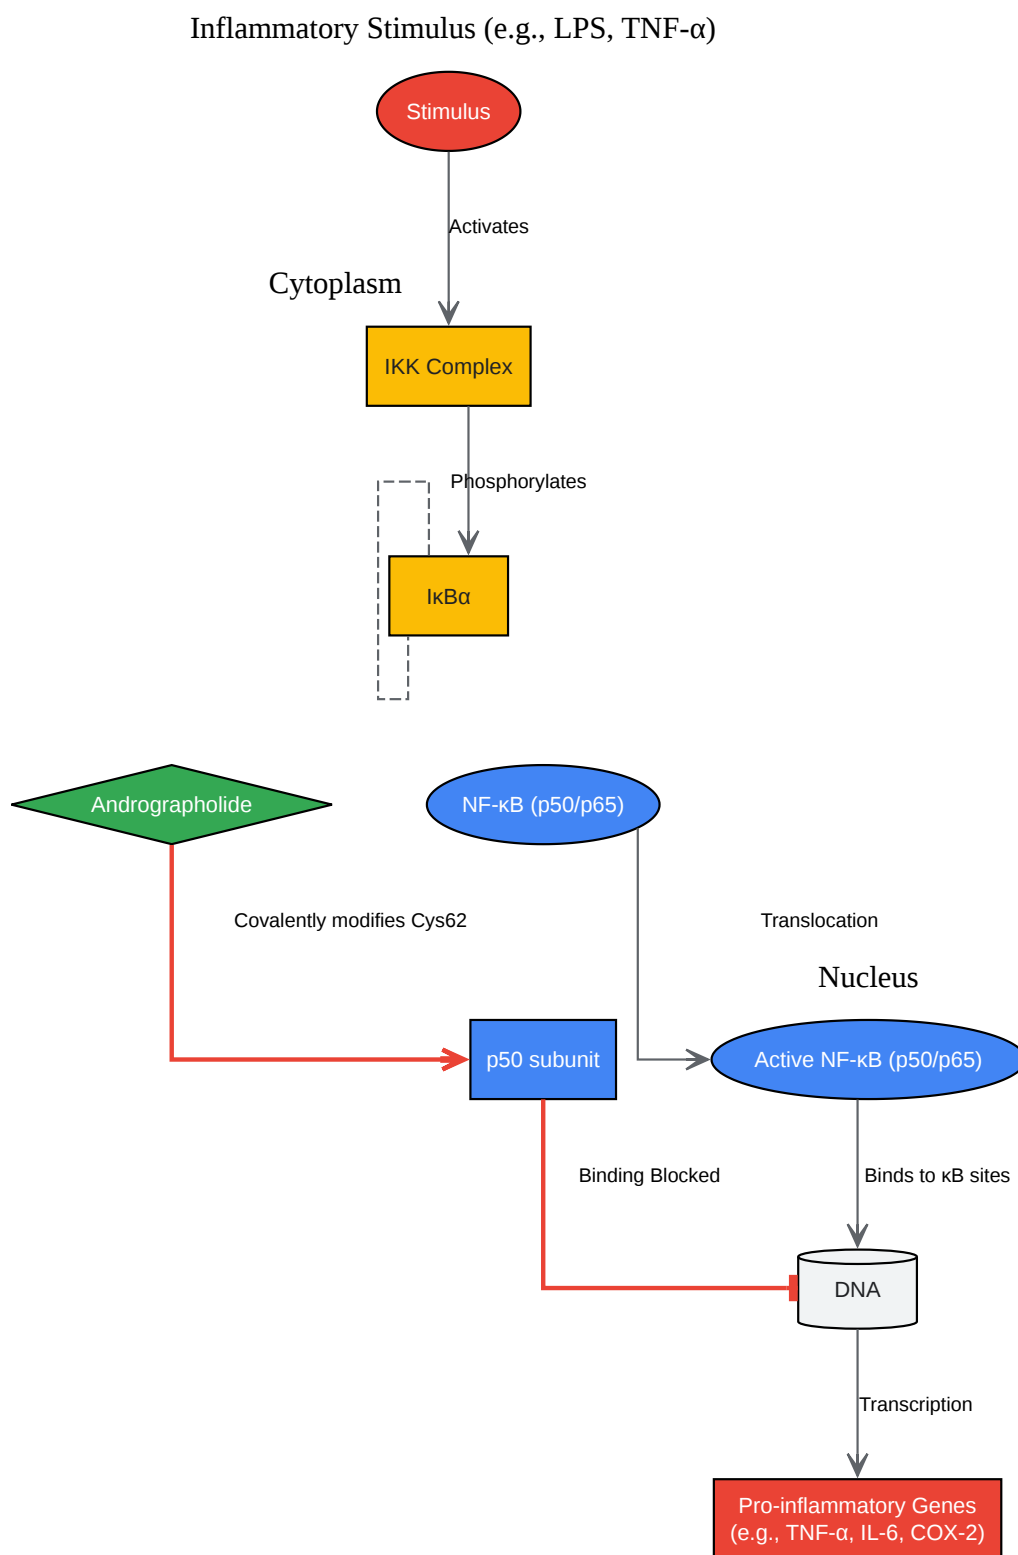 Inflammatory Stimulus (e.g., LPS, TNF-α)
Stimulus
Activates
Cytoplasm
IKK Complex
Phosphorylates
IκBα
Andrographolide
NF-κB (p50/p65)
Covalently modifies Cys62
Translocation
Nucleus
p50 subunit
Active NF-κB (p50/p65)
Binding Blocked
Binds to κB sites
DNA
Transcription
Pro-inflammatory Genes
(e.g., TNF-α, IL-6, COX-2)